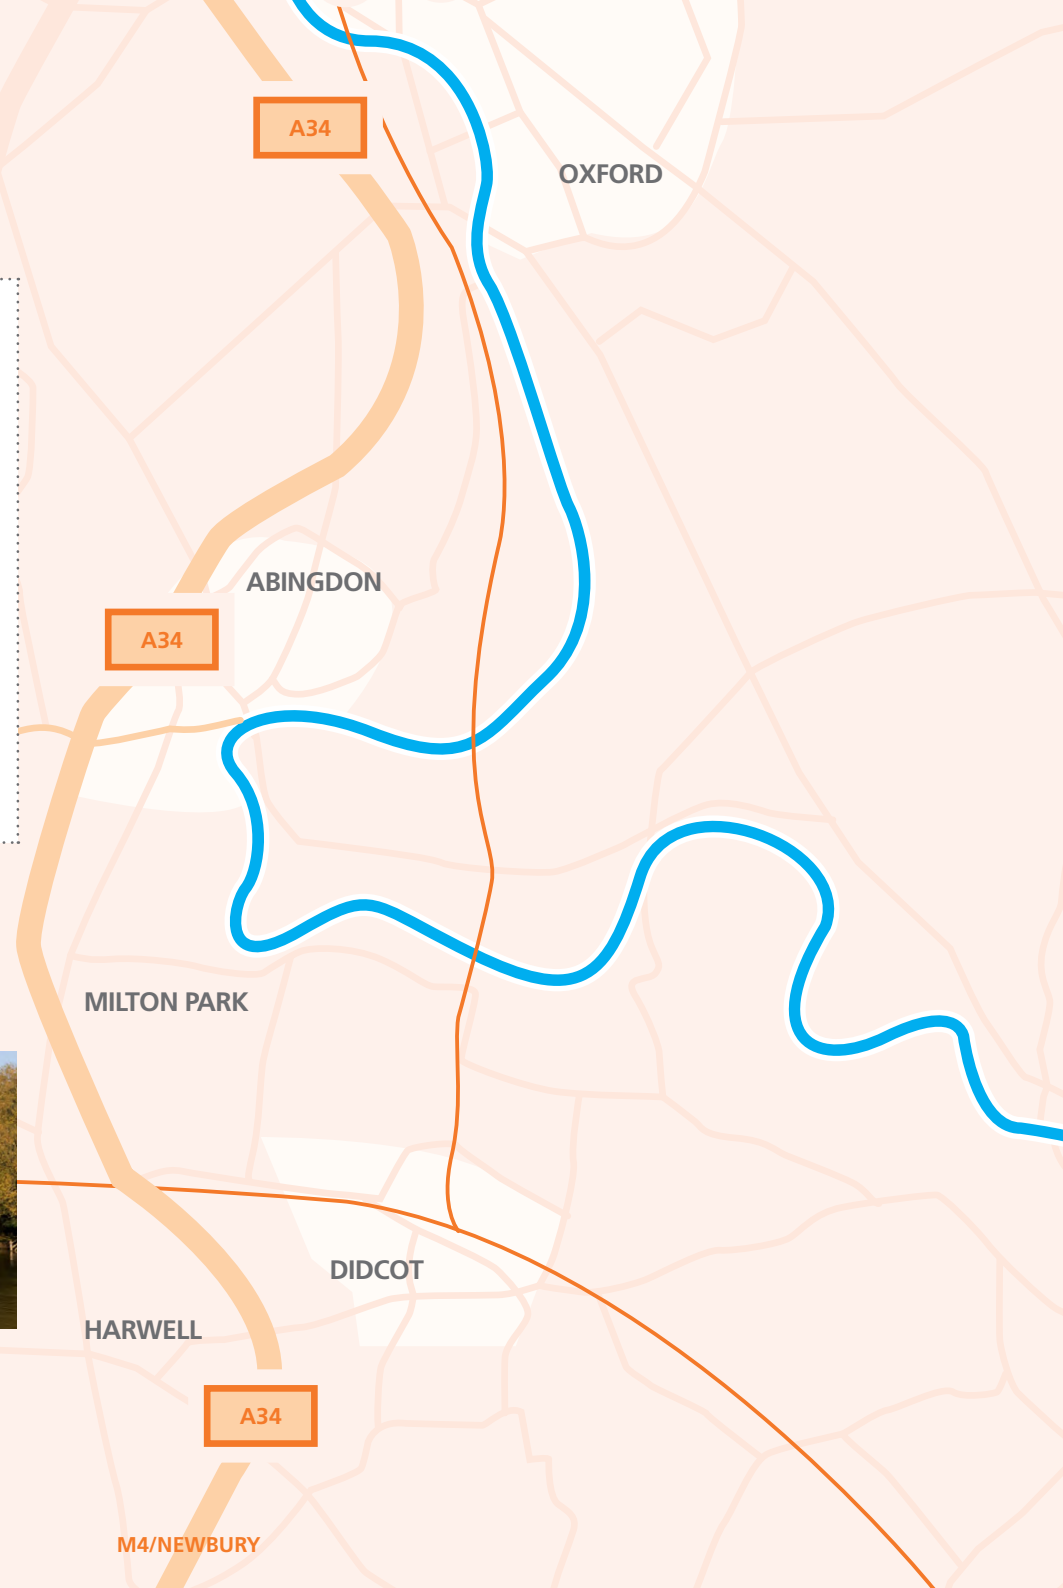 A34
OXFORD
ABINGDON
A34
MILTON PARK
DIDCOT
HARWELL
A34
M4/NEWBURY